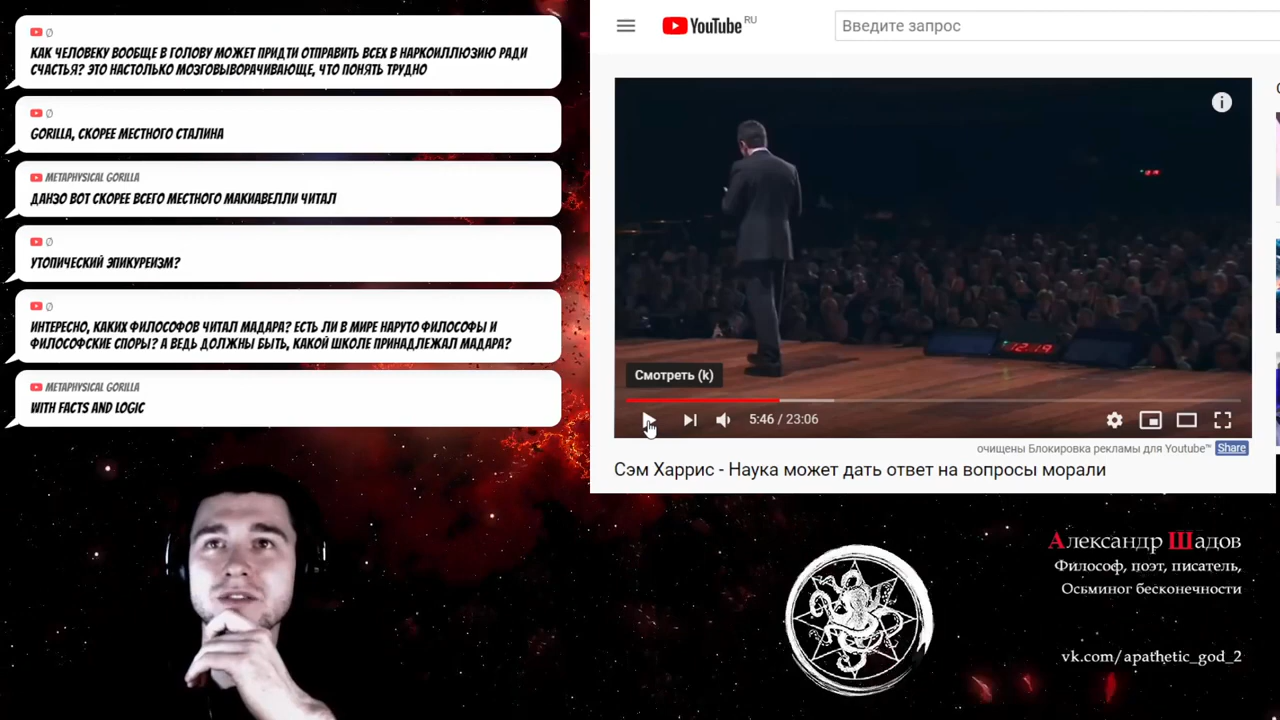 Ø
КАК ЧЕЛОВЕКУ ВООБЩЕ В ГОЛОВУ МОЖЕТ ПРИДТИ ОТПРАВИТЬ ВСЕХ В НАРКОИЛЛЮЗИЮ РАДИ
СЧАСТЬЯ? ЭТО НАСТОЛЬКО МОЗГОВЫВОРАЧИВАЮЩЕ, ЧТО ПОНЯТЬ ТРУДНО
Ø
GORILLA, СКОРЕЕ МЕСТНОГО СТАЛИНА
METAPHYSICAL GORILLA
ДАНЗО ВОТ СКОРЕЕ ВСЕГО МЕСТНОГО МАКИАВЕЛЛИ ЧИТАЛ
Ø
УТОПИЧЕСКИЙ ЭПИКУРЕИЗМ?
Ø
ИНТЕРЕСНО, КАКИХ ФИЛОСОФОВ ЧИТАЛ МАДАРА? ЕСТЬ ЛИ В МИРЕ НАРУТО ФИЛОСОФЫ И
ФИЛОСОФСКИЕ СПОРЫ? А ВЕДЬ ДОЛЖНЫ БЫТЬ, КАКОЙ ШКОЛЕ ПРИНАДЛЕЖАЛ МАДАРА?
METAPHYSICAL GORILLA
WITH FACTS AND LOGIC
YouTube RU
Введите запрос
12:19
Смотреть (k)
5:46 / 23:06
очищены Блокировка рекламы для Youtube™ Share
Сэм Харрис - Наука может дать ответ на вопросы морали
Александр Шадов
Философ, поэт, писатель,
Осьминог бесконечности
vk.com/apathetic_god_2